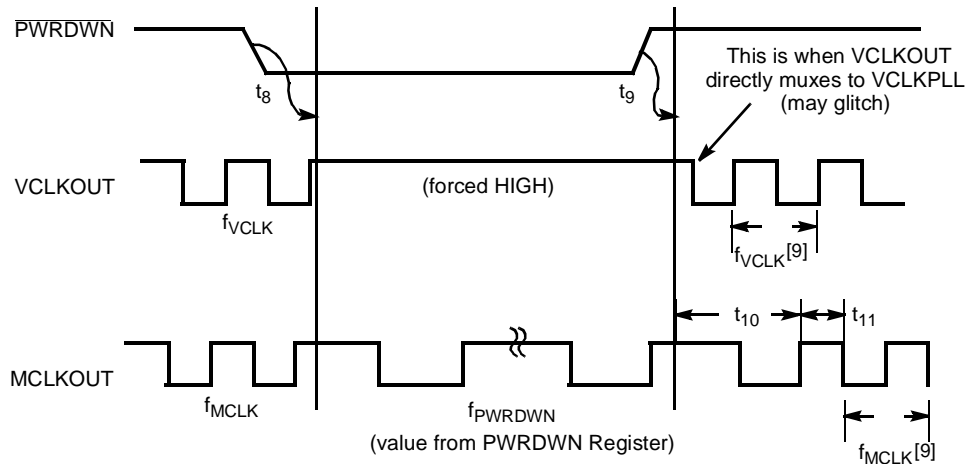 PWRDWN
t8
t9
This is when VCLKOUT
directly muxes to VCLKPLL
(may glitch)
VCLKOUT
(forced HIGH)
fVCLK
fVCLK[9]
t10
t11
MCLKOUT
fMCLK
fPWRDWN
(value from PWRDWN Register)
fMCLK[9]